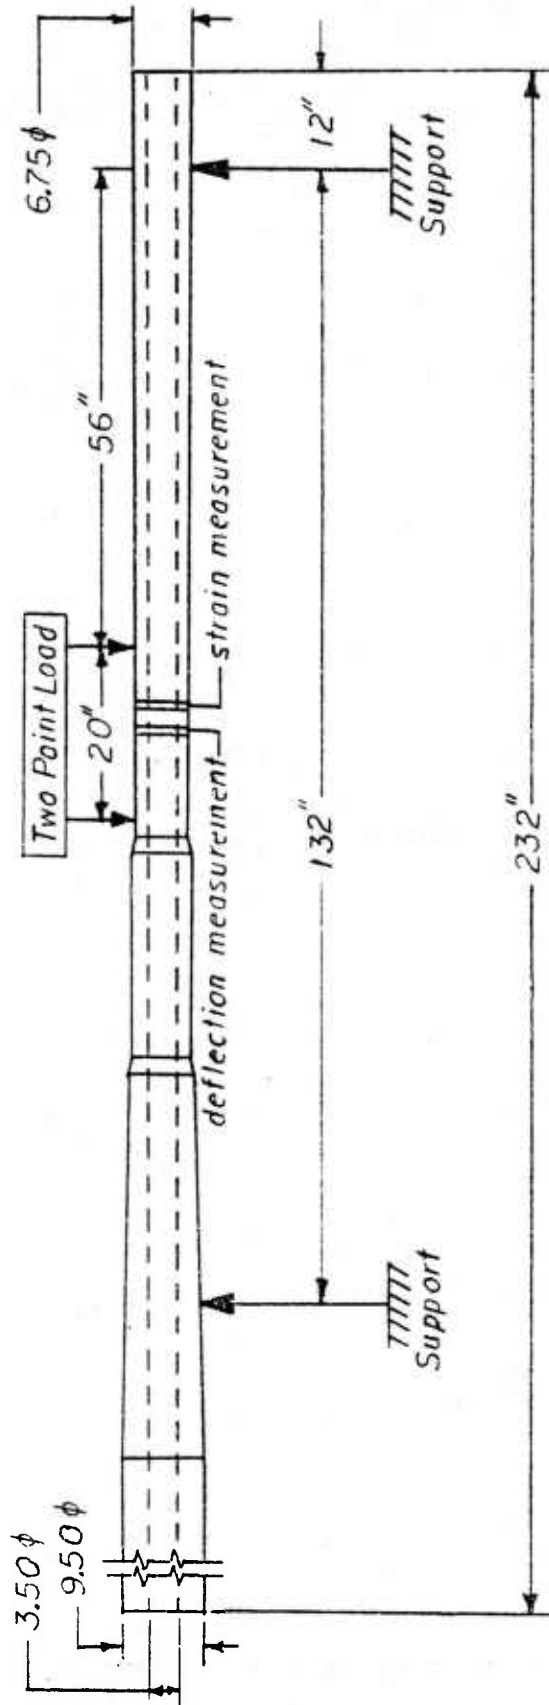 3.50ϕ
9.50ϕ
Two Point Load
20"
56"
6.75ϕ
deflection measurement
strain measurement
132"
12"
Support
Support
232"